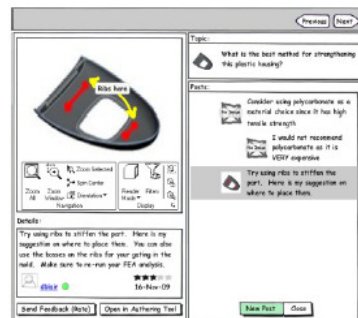 Previous
Next
Ribs here
Zoom All
Zoom Window
Zoom Selected
Spin Center
Orientation
Navigation
Render Mode
Filters
Display
Details:
Try using ribs to stiffen the part. Here is my
suggestion on where to place them. You can also
use the bosses on the ribs for your gating in the
mold. Make sure to re-run your FEA analysis.
16-Nov-09
Send Feedback (Rate)
Open in Authoring Tool
Topic:
What is the best method for strengthening
this plastic housing?
Posts:
Consider using polycarbonate as a
material choice since it has high
tensile strength
I would not recommend
polycarbonate as it is
VERY expensive
Try using ribs to stiffen the
part. Here is my suggestion on
where to place them.
New Post
Close